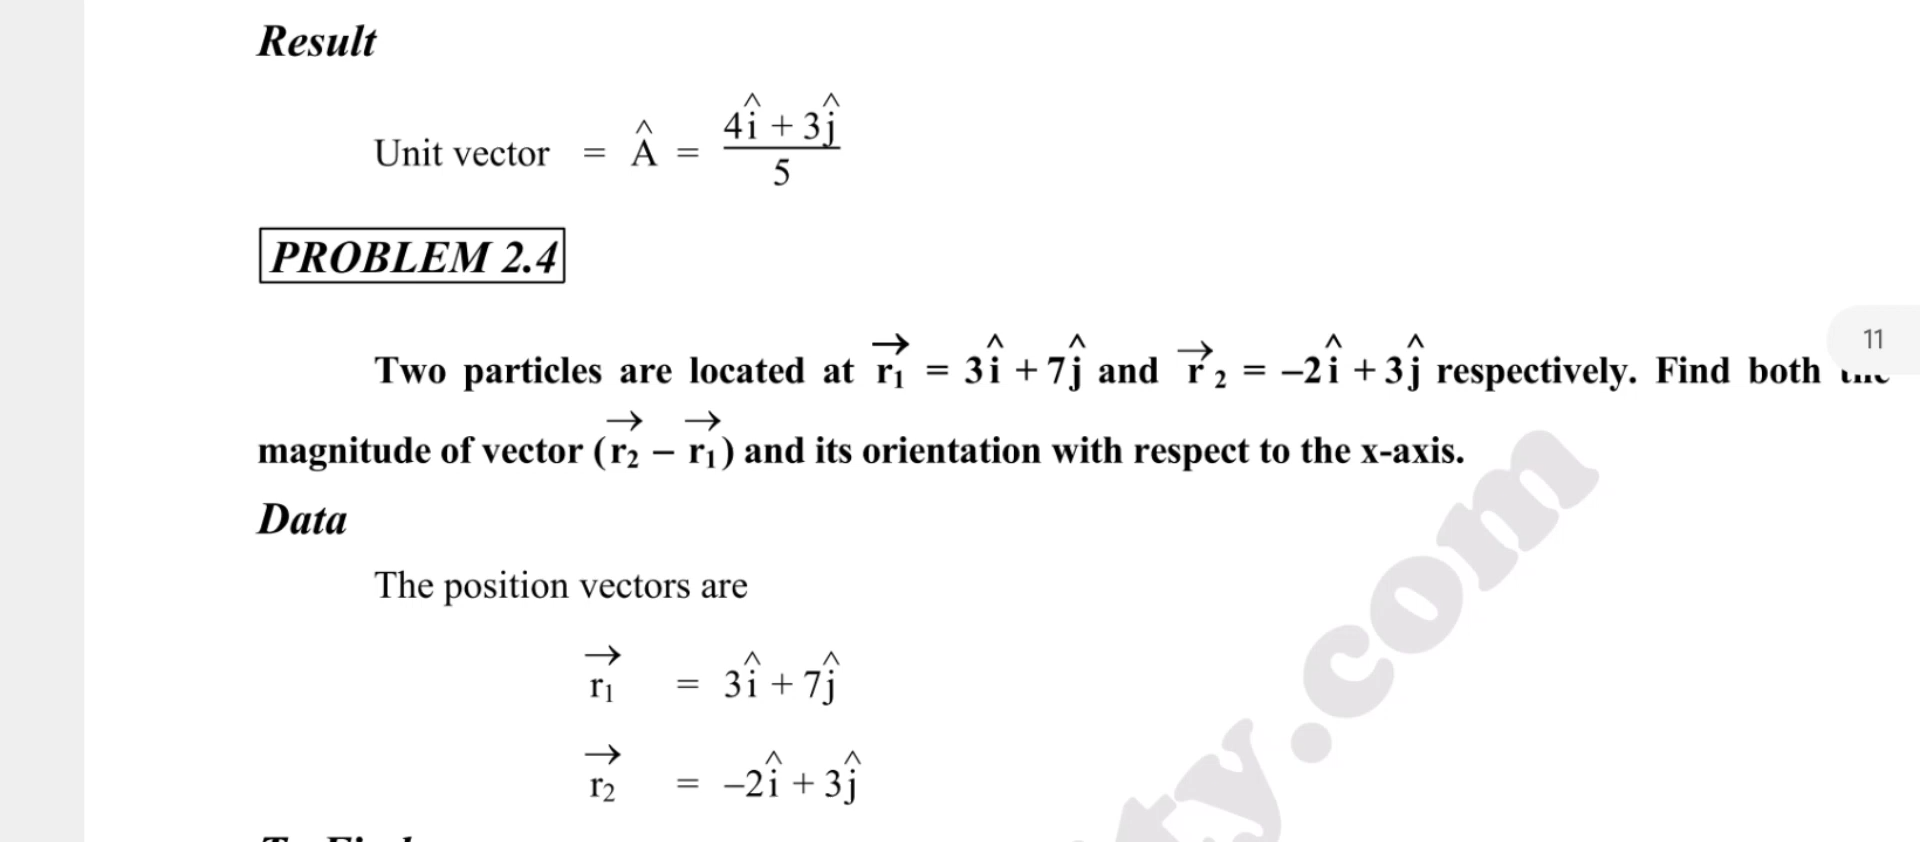 Result
Unit vector = Â = (4î + 3ĵ)/5
PROBLEM 2.4
11
Two particles are located at r⃗₁ = 3î + 7ĵ and r⃗₂ = –2î + 3ĵ respectively. Find both
magnitude of vector (r⃗₂ – r⃗₁) and its orientation with respect to the x-axis.
Data
The position vectors are
r⃗₁ = 3î + 7ĵ
r⃗₂ = –2î + 3ĵ
ty.com